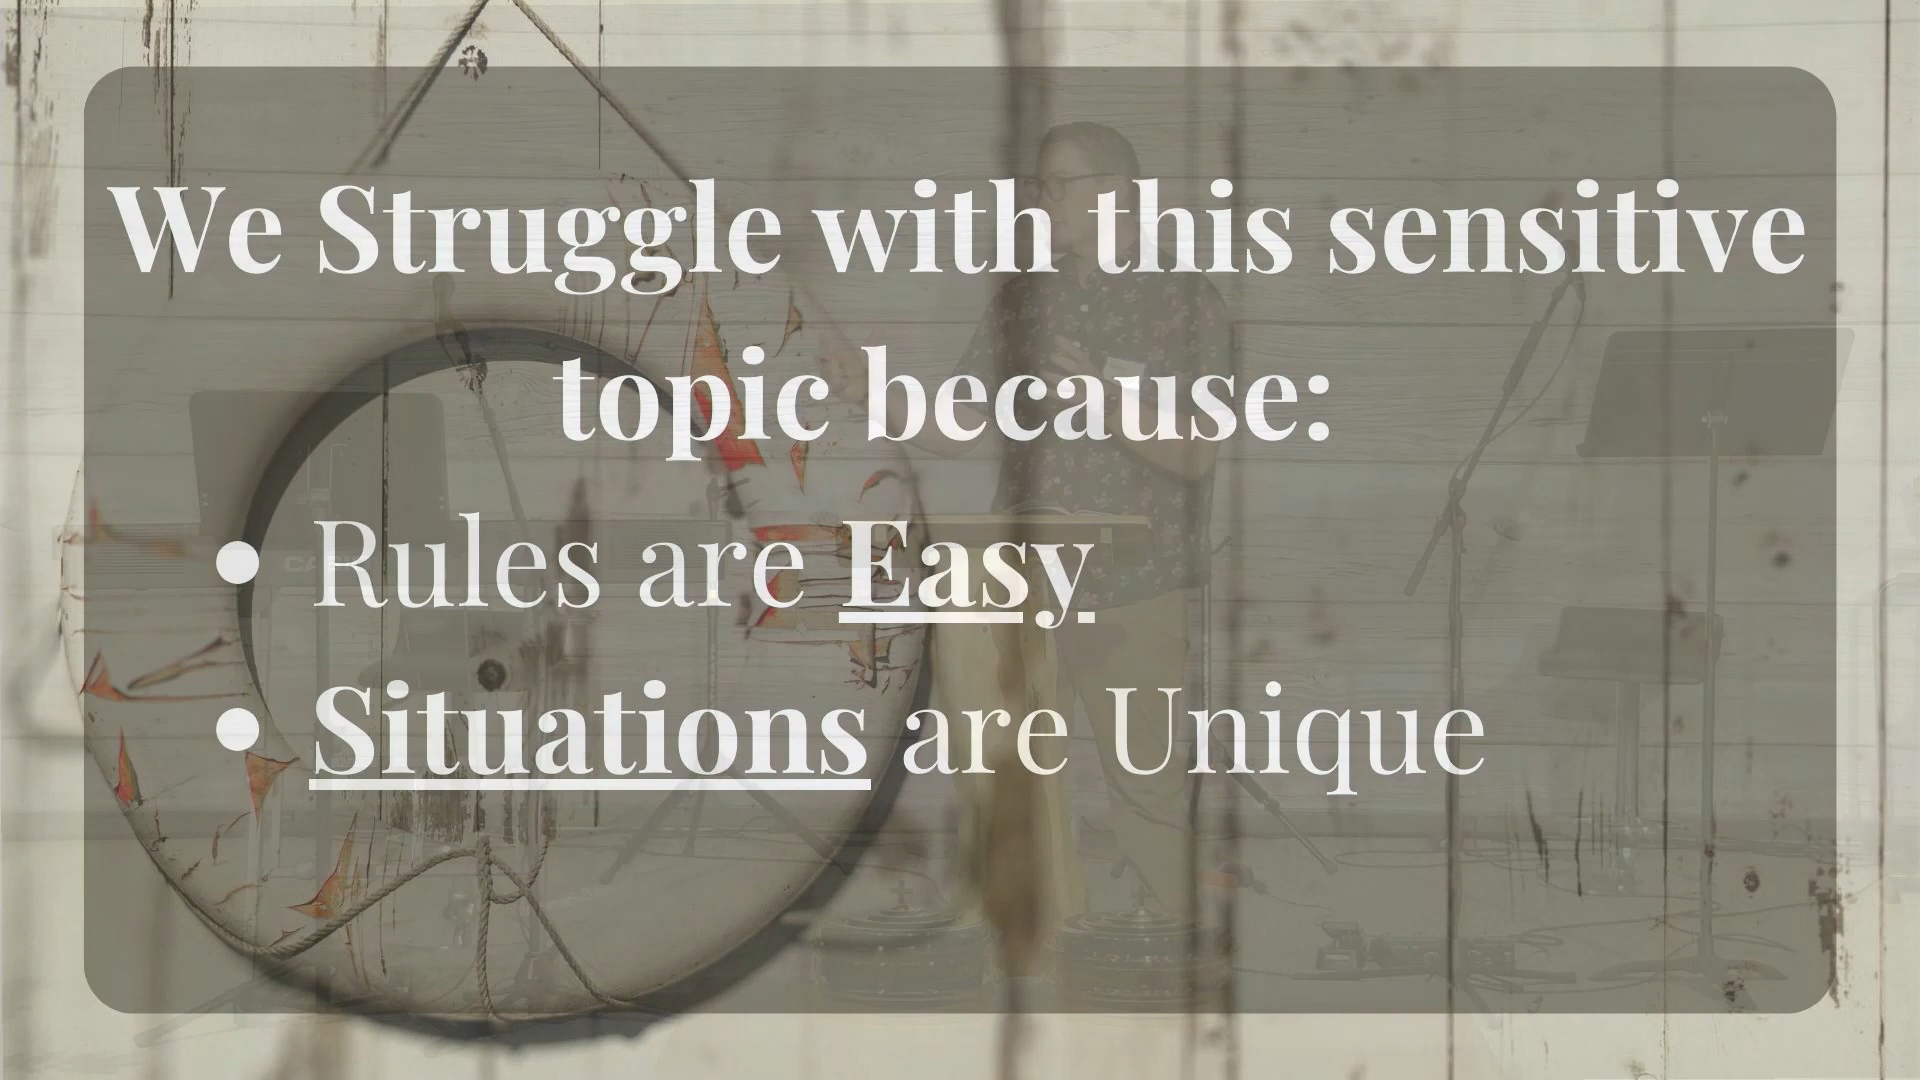 We Struggle with this sensitive
topic because:
• Rules are Easy
• Situations are Unique